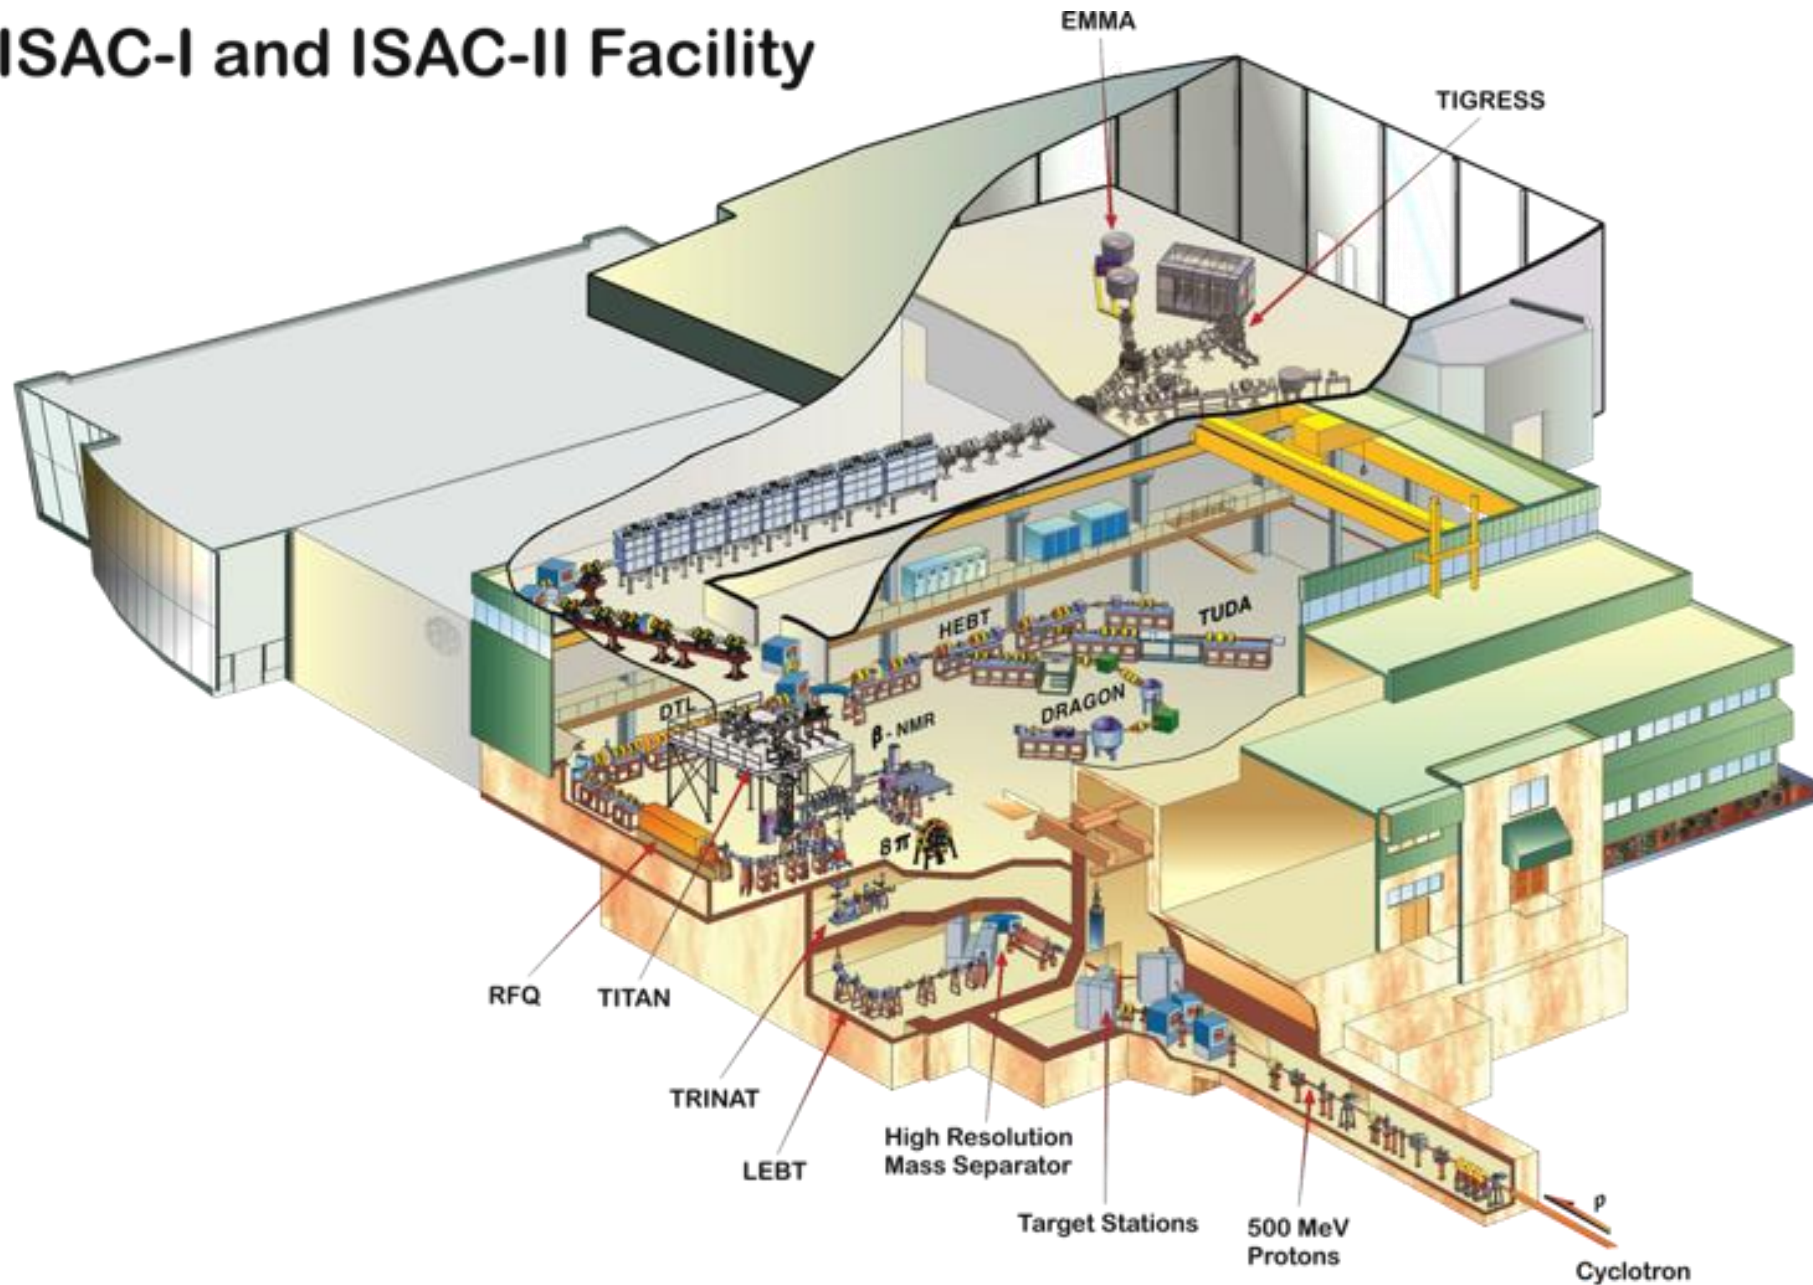 ISAC-I and ISAC-II Facility
EMMA
TIGRESS
HEBT
TUDA
DTL
β-NMR
DRAGON
8π
RFQ
TITAN
TRINAT
LEBT
High Resolution
Mass Separator
Target Stations
500 MeV
Protons
p
Cyclotron